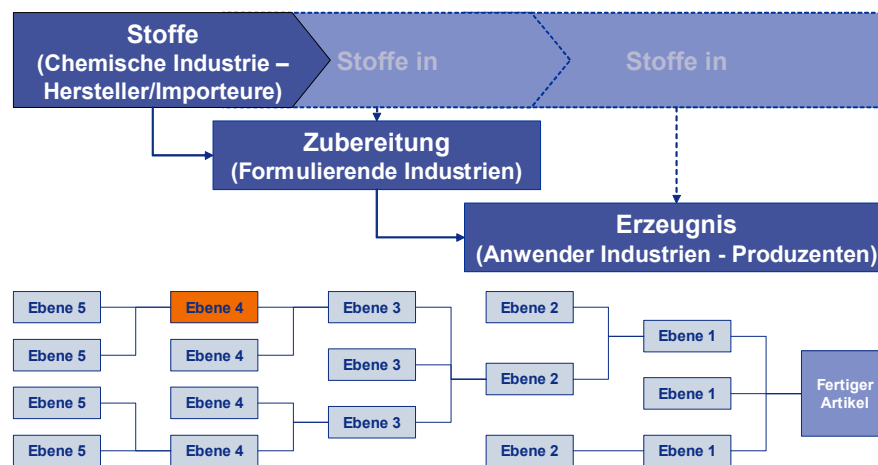 Stoffe
(Chemische Industrie –
Hersteller/Importeure)
Stoffe in
Stoffe in
Zubereitung
(Formulierende Industrien)
Erzeugnis
(Anwender Industrien - Produzenten)
Ebene 5
Ebene 4
Ebene 3
Ebene 2
Ebene 1
Ebene 5
Ebene 4
Ebene 3
Ebene 2
Ebene 1
Fertiger
Artikel
Ebene 5
Ebene 4
Ebene 3
Ebene 5
Ebene 4
Ebene 2
Ebene 1